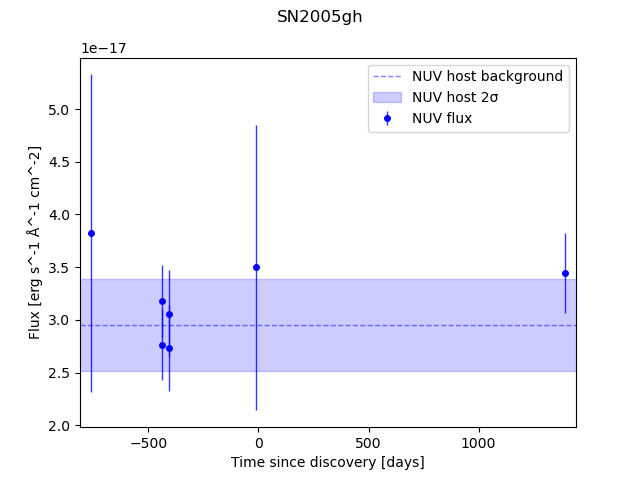 SN2005gh
1e−17
NUV host background
NUV host 2σ
NUV flux
5.0
4.5
4.0
3.5
3.0
2.5
2.0
Flux [erg s^-1 Å^-1 cm^-2]
−500
0
500
1000
Time since discovery [days]